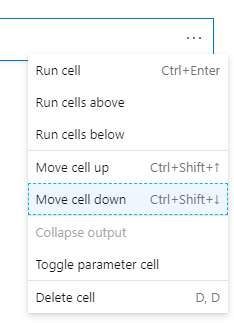 ...
Run cell Ctrl+Enter
Run cells above
Run cells below
Move cell up Ctrl+Shift+↑
Move cell down Ctrl+Shift+↓
Collapse output
Toggle parameter cell
Delete cell D, D